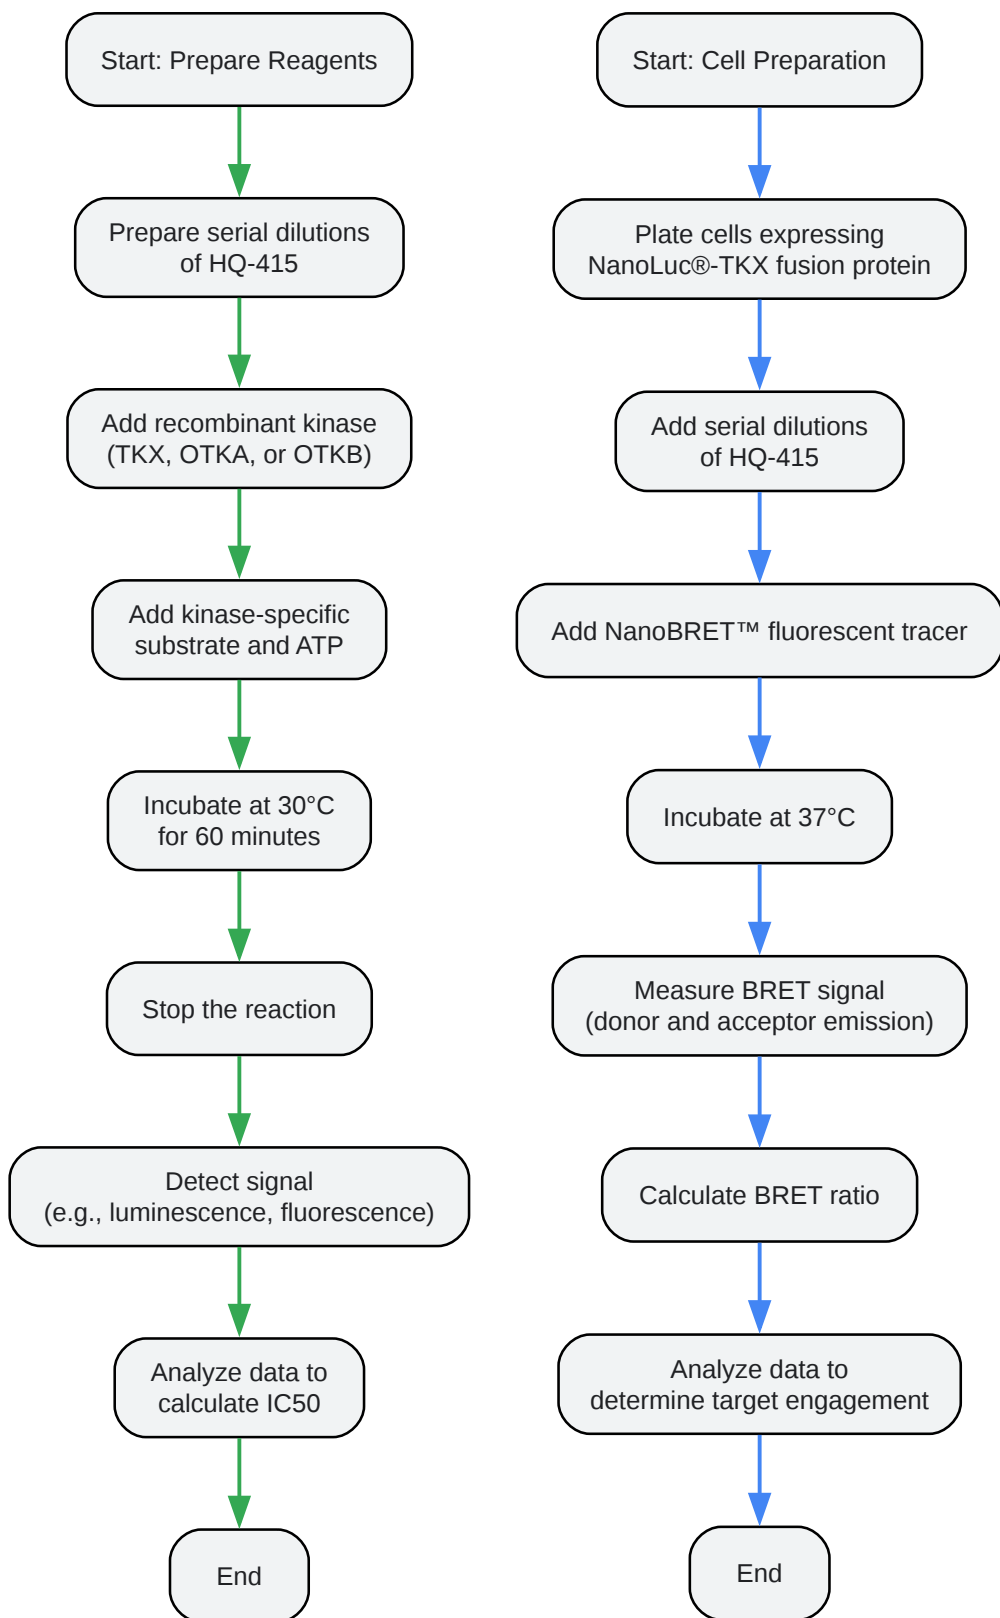 Start: Prepare Reagents
Prepare serial dilutions
of HQ-415
Add recombinant kinase
(TKX, OTKA, or OTKB)
Add kinase-specific
substrate and ATP
Incubate at 30°C
for 60 minutes
Stop the reaction
Detect signal
(e.g., luminescence, fluorescence)
Analyze data to
calculate IC50
End
Start: Cell Preparation
Plate cells expressing
NanoLuc®-TKX fusion protein
Add serial dilutions
of HQ-415
Add NanoBRET™ fluorescent tracer
Incubate at 37°C
Measure BRET signal
(donor and acceptor emission)
Calculate BRET ratio
Analyze data to
determine target engagement
End